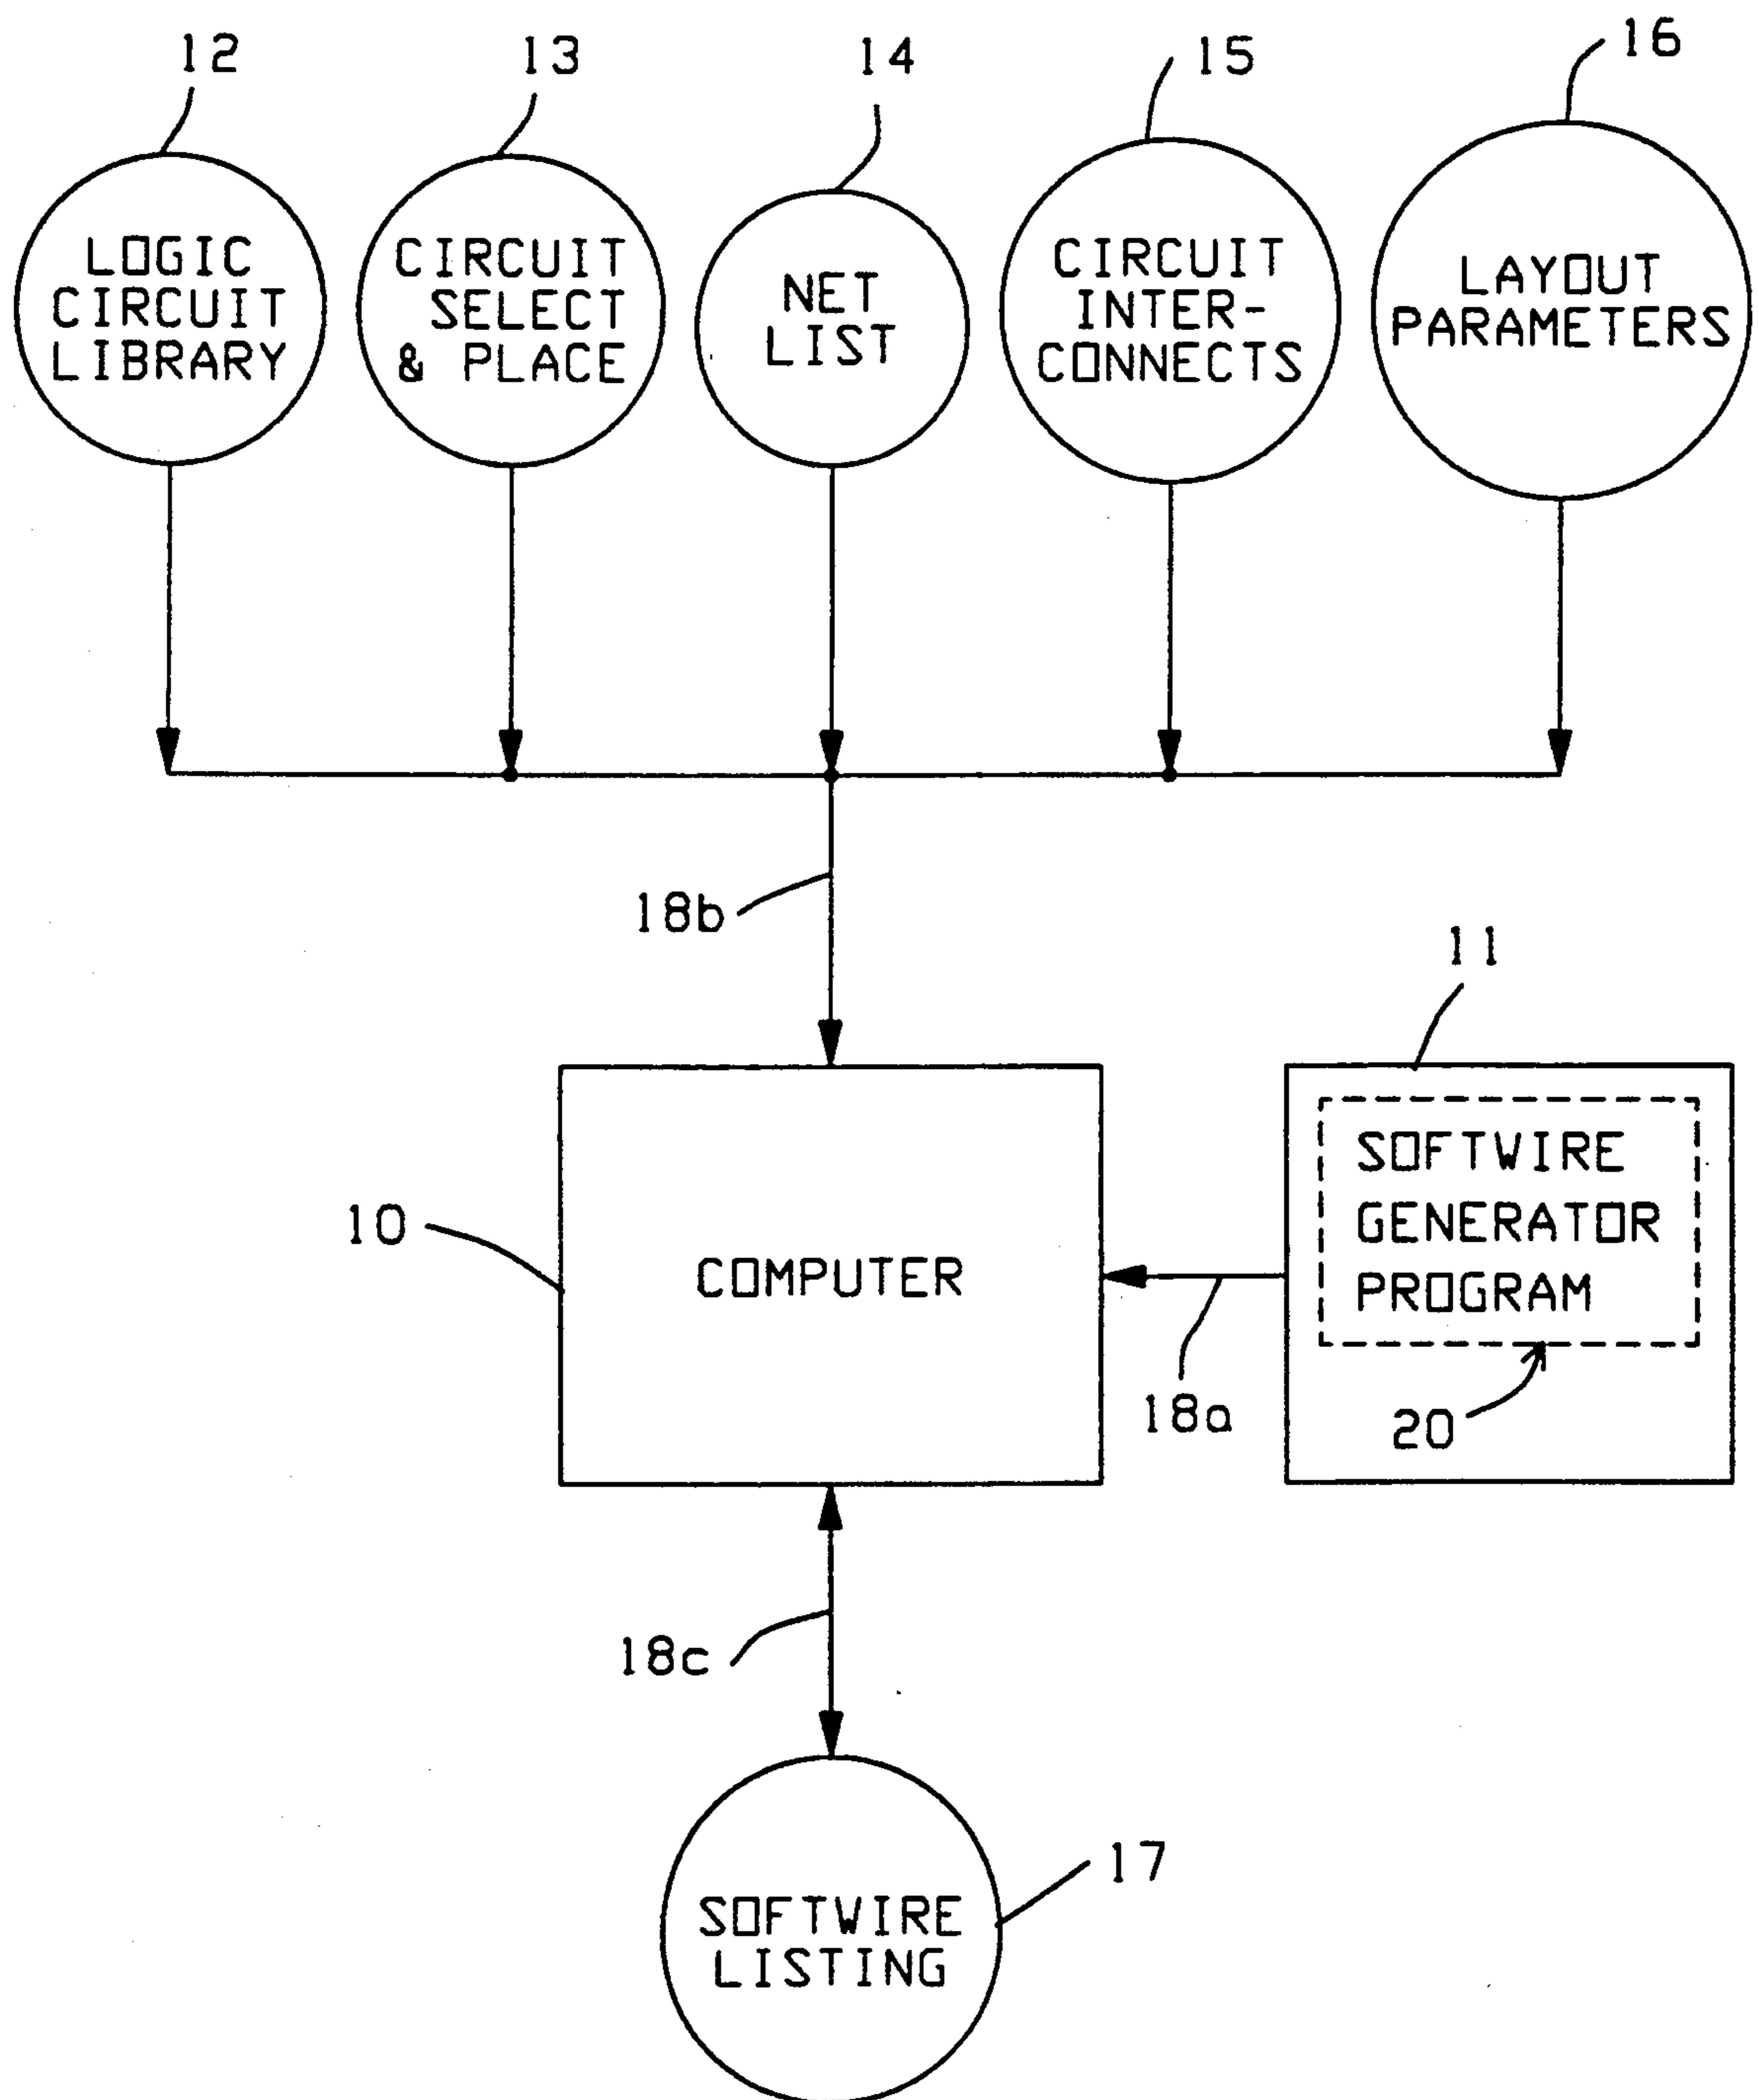 12
13
14
15
16
LOGIC
CIRCUIT
LIBRARY
CIRCUIT
SELECT
& PLACE
NET
LIST
CIRCUIT
INTER-
CONNECTS
LAYOUT
PARAMETERS
18b
11
10
COMPUTER
SOFTWIRE
GENERATOR
PROGRAM
18a
20
18c
17
SOFTWIRE
LISTING